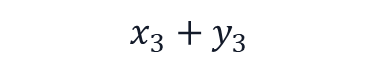 x₃ + y₃